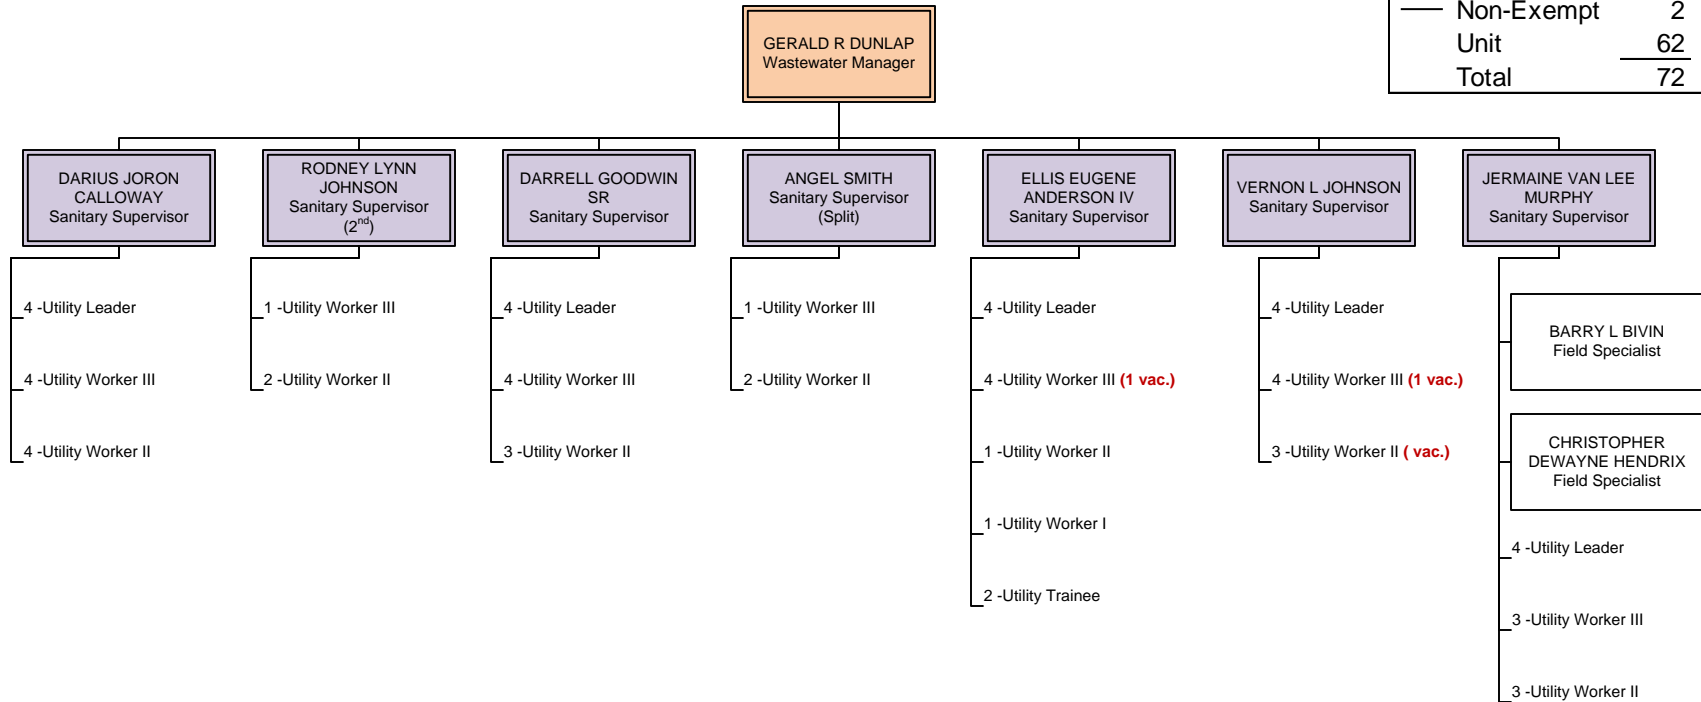 Non-Exempt 2
Unit 62
Total 72
GERALD R DUNLAP
Wastewater Manager
DARIUS JORON
CALLOWAY
Sanitary Supervisor
4 -Utility Leader
4 -Utility Worker III
4 -Utility Worker II
RODNEY LYNN
JOHNSON
Sanitary Supervisor
(2nd)
1 -Utility Worker III
2 -Utility Worker II
DARRELL GOODWIN
SR
Sanitary Supervisor
4 -Utility Leader
4 -Utility Worker III
3 -Utility Worker II
ANGEL SMITH
Sanitary Supervisor
(Split)
1 -Utility Worker III
2 -Utility Worker II
ELLIS EUGENE
ANDERSON IV
Sanitary Supervisor
4 -Utility Leader
4 -Utility Worker III (1 vac.)
1 -Utility Worker II
1 -Utility Worker I
2 -Utility Trainee
VERNON L JOHNSON
Sanitary Supervisor
4 -Utility Leader
4 -Utility Worker III (1 vac.)
3 -Utility Worker II ( vac.)
JERMAINE VAN LEE
MURPHY
Sanitary Supervisor
BARRY L BIVIN
Field Specialist
CHRISTOPHER
DEWAYNE HENDRIX
Field Specialist
4 -Utility Leader
3 -Utility Worker III
3 -Utility Worker II